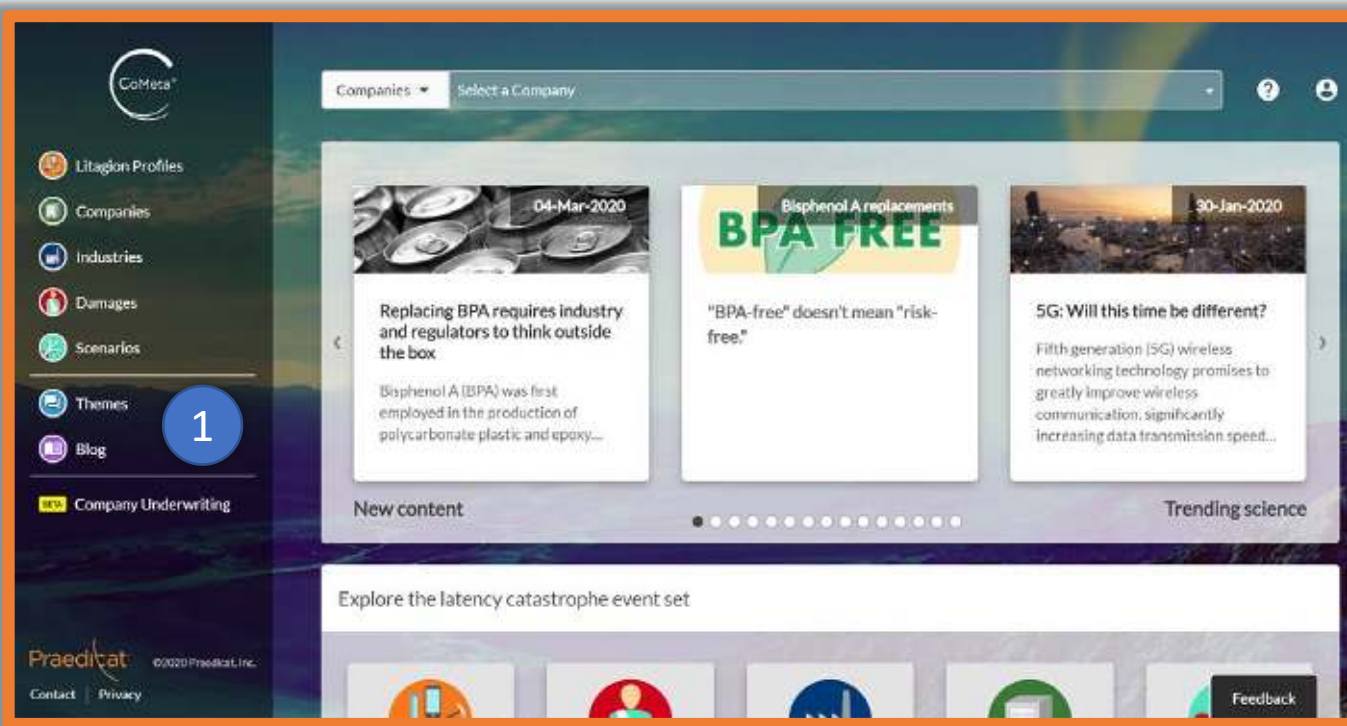 CoMeta®
Litagion Profiles
Companies
Industries
Damages
Scenarios
Themes
Blog
1
BETA Company Underwriting
Praedicat ©2020 Praedicat, Inc.
Contact | Privacy
Companies Select a Company
?
04-Mar-2020
Replacing BPA requires industry
and regulators to think outside
the box
Bisphenol A (BPA) was first
employed in the production of
polycarbonate plastic and epoxy...
Bisphenol A replacements
BPA FREE
"BPA-free" doesn't mean "risk-
free."
30-Jan-2020
5G: Will this time be different?
Fifth generation (5G) wireless
networking technology promises to
greatly improve wireless
communication, significantly
increasing data transmission speed...
New content
Trending science
Explore the latency catastrophe event set
Feedback